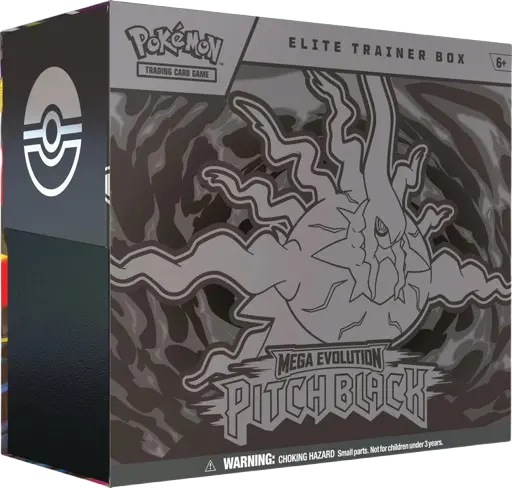 Pokémon
TRADING CARD GAME
ELITE TRAINER BOX
6+
MEGA EVOLUTION
PITCH BLACK
WARNING: CHOKING HAZARD Small parts. Not for children under 3 years.